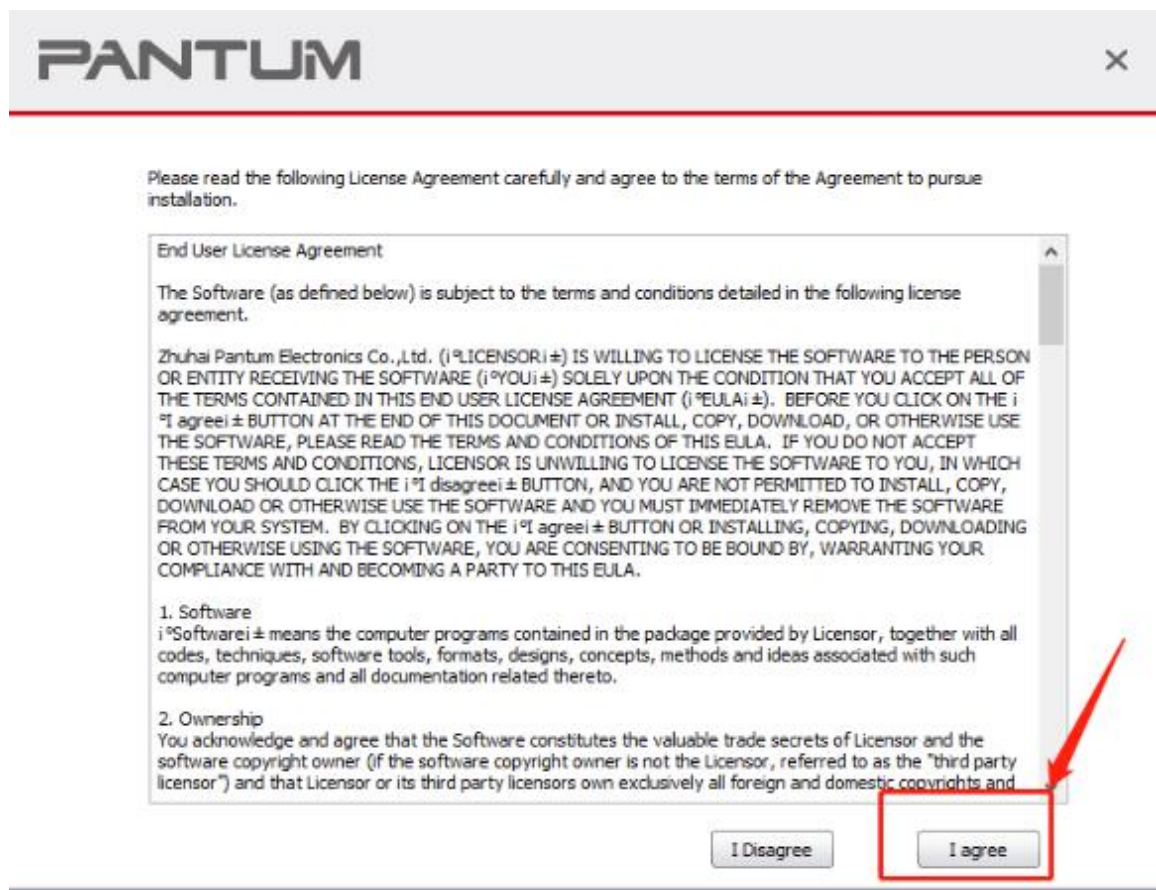 PANTUM
Please read the following License Agreement carefully and agree to the terms of the Agreement to pursue
installation.
End User License Agreement
The Software (as defined below) is subject to the terms and conditions detailed in the following license
agreement.
Zhuhai Pantum Electronics Co.,Ltd. (i°LICENSORi±) IS WILLING TO LICENSE THE SOFTWARE TO THE PERSON
OR ENTITY RECEIVING THE SOFTWARE (i°YOUi±) SOLELY UPON THE CONDITION THAT YOU ACCEPT ALL OF
THE TERMS CONTAINED IN THIS END USER LICENSE AGREEMENT (i°EULAi±).  BEFORE YOU CLICK ON THE i
°I agreei± BUTTON AT THE END OF THIS DOCUMENT OR INSTALL, COPY, DOWNLOAD, OR OTHERWISE USE
THE SOFTWARE, PLEASE READ THE TERMS AND CONDITIONS OF THIS EULA.  IF YOU DO NOT ACCEPT
THESE TERMS AND CONDITIONS, LICENSOR IS UNWILLING TO LICENSE THE SOFTWARE TO YOU, IN WHICH
CASE YOU SHOULD CLICK THE i°I disagreei± BUTTON, AND YOU ARE NOT PERMITTED TO INSTALL, COPY,
DOWNLOAD OR OTHERWISE USE THE SOFTWARE AND YOU MUST IMMEDIATELY REMOVE THE SOFTWARE
FROM YOUR SYSTEM.  BY CLICKING ON THE i°I agreei± BUTTON OR INSTALLING, COPYING, DOWNLOADING
OR OTHERWISE USING THE SOFTWARE, YOU ARE CONSENTING TO BE BOUND BY, WARRANTING YOUR
COMPLIANCE WITH AND BECOMING A PARTY TO THIS EULA.
1. Software
i°Softwarei± means the computer programs contained in the package provided by Licensor, together with all
codes, techniques, software tools, formats, designs, concepts, methods and ideas associated with such
computer programs and all documentation related thereto.
2. Ownership
You acknowledge and agree that the Software constitutes the valuable trade secrets of Licensor and the
software copyright owner (if the software copyright owner is not the Licensor, referred to as the "third party
licensor") and that Licensor or its third party licensors own exclusively all foreign and domestic copyrights and
I Disagree
I agree